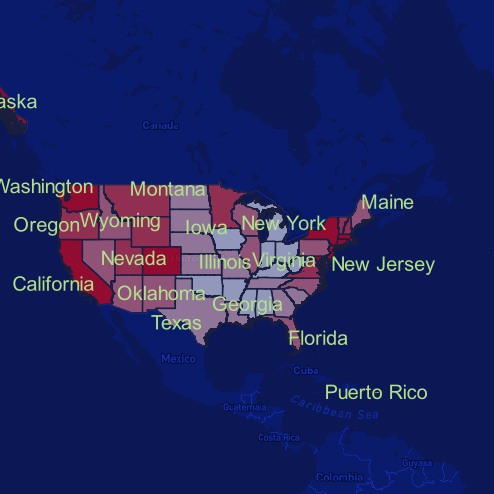 aska
Canada
Washington
Montana
Maine
Oregon
Wyoming
Iowa
New York
Nevada
Illinois
Virginia
New Jersey
California
Oklahoma
Georgia
Texas
Florida
Mexico
Cuba
Puerto Rico
Guatemala
Caribbean Sea
Costa Rica
Guyana
Colombia